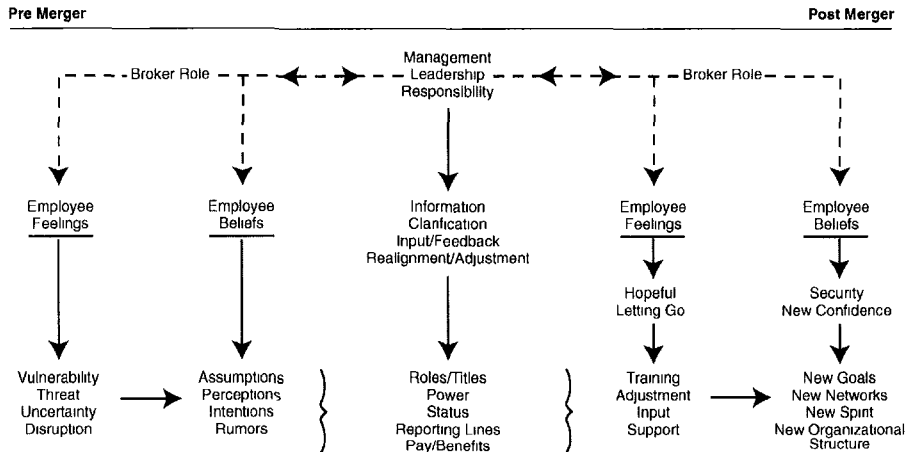 Pre Merger
Post Merger
Broker Role
Management
Leadership
Responsibility
Broker Role
Employee
Feelings
Employee
Beliefs
Information
Clarification
Input/Feedback
Realignment/Adjustment
Employee
Feelings
Employee
Beliefs
Hopeful
Letting Go
Security
New Confidence
Vulnerability
Threat
Uncertainty
Disruption
Assumptions
Perceptions
Intentions
Rumors
Roles/Titles
Power
Status
Reporting Lines
Pay/Benefits
Training
Adjustment
Input
Support
New Goals
New Networks
New Spirit
New Organizational
Structure